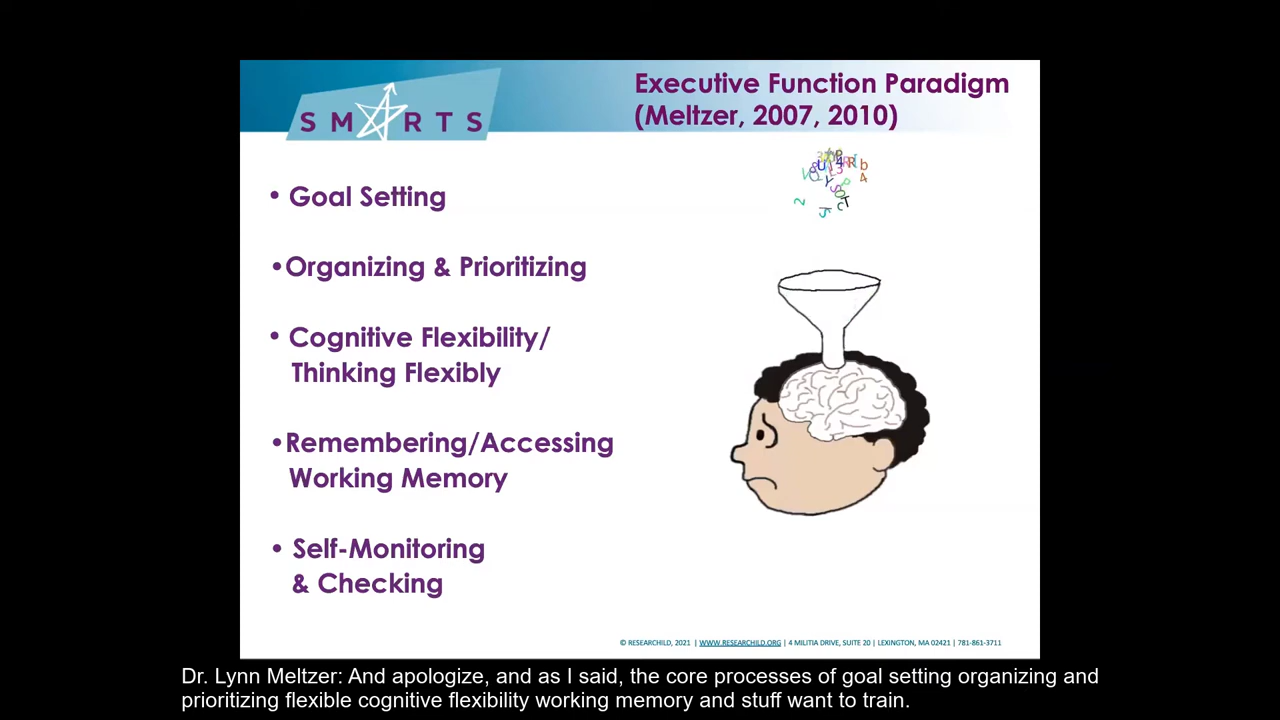 SMARTS
Executive Function Paradigm
(Meltzer, 2007, 2010)
• Goal Setting
•Organizing & Prioritizing
• Cognitive Flexibility/
Thinking Flexibly
•Remembering/Accessing
Working Memory
• Self-Monitoring
& Checking
© RESEARCHILD, 2021 | WWW.RESEARCHILD.ORG | 4 MILITIA DRIVE, SUITE 20 | LEXINGTON, MA 02421 | 781-861-3711
Dr. Lynn Meltzer: And apologize, and as I said, the core processes of goal setting organizing and
prioritizing flexible cognitive flexibility working memory and stuff want to train.